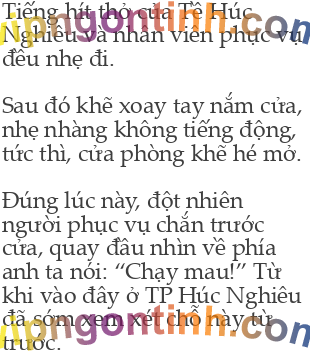 Tiếng hít thở của Tề Húc
Nghiêu và nhân viên phục vụ
đều nhẹ đi.
Sau đó khẽ xoay tay nắm cửa,
nhẹ nhàng không tiếng động,
tức thì, cửa phòng khẽ hé mở.
Đúng lúc này, đột nhiên
người phục vụ chắn trước
cửa, quay đầu nhìn về phía
anh ta nói: “Chạy mau!” Từ
khi vào đây ở TP Húc Nghiêu
đã sớm xem xét chỗ này từ
trước.